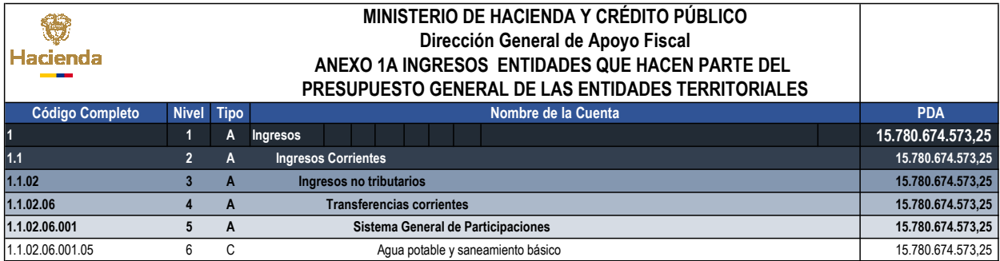 Hacienda
MINISTERIO DE HACIENDA Y CRÉDITO PÚBLICO
Dirección General de Apoyo Fiscal
ANEXO 1A INGRESOS ENTIDADES QUE HACEN PARTE DEL
PRESUPUESTO GENERAL DE LAS ENTIDADES TERRITORIALES
Código Completo Nivel Tipo Nombre de la Cuenta PDA
1 1 A Ingresos 15.780.674.573,25
1.1 2 A Ingresos Corrientes 15.780.674.573,25
1.1.02 3 A Ingresos no tributarios 15.780.674.573,25
1.1.02.06 4 A Transferencias corrientes 15.780.674.573,25
1.1.02.06.001 5 A Sistema General de Participaciones 15.780.674.573,25
1.1.02.06.001.05 6 C Agua potable y saneamiento básico 15.780.674.573,25